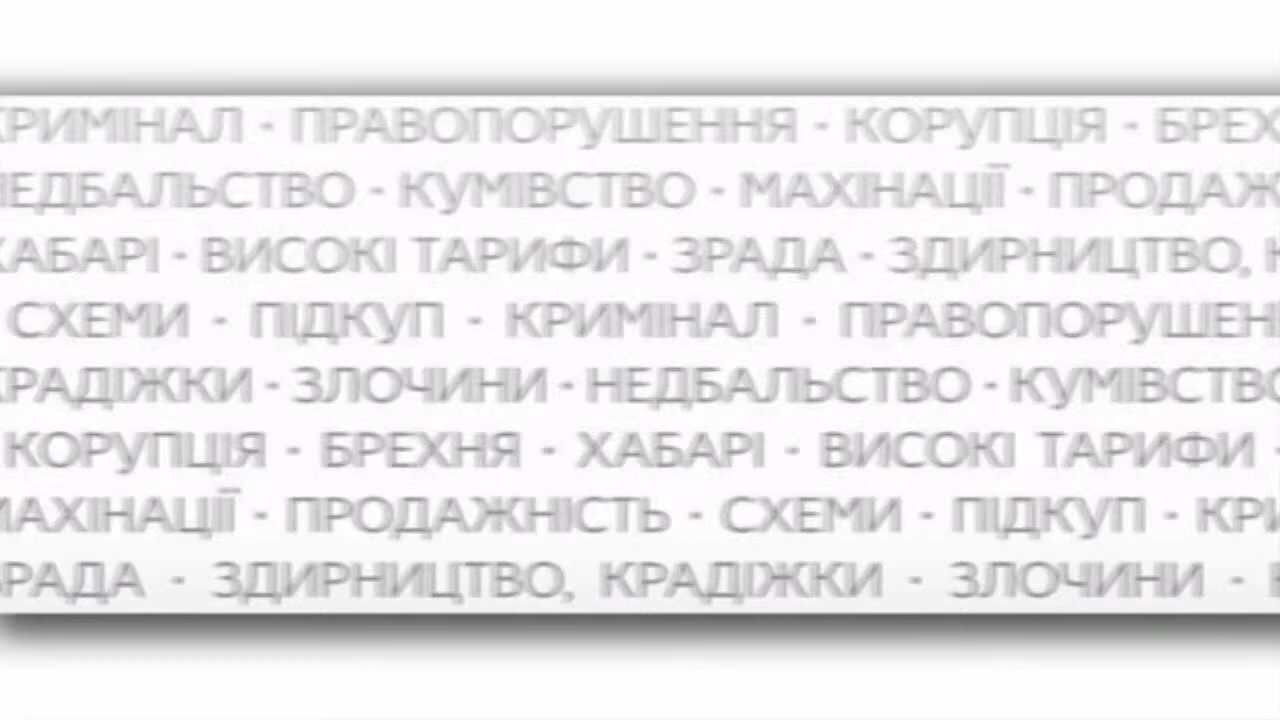 КРИМІНАЛ - ПРАВОПОРУШЕННЯ - КОРУПЦІЯ - БРЕХ
НЕДБАЛЬСТВО - КУМІВСТВО - МАХІНАЦІЇ - ПРОДАЖ
ХАБАРІ - ВИСОКІ ТАРИФИ - ЗРАДА - ЗДИРНИЦТВО, К
СХЕМИ - ПІДКУП - КРИМІНАЛ - ПРАВОПОРУШЕН
КРАДІЖКИ - ЗЛОЧИНИ - НЕДБАЛЬСТВО - КУМІВСТВО
КОРУПЦІЯ - БРЕХНЯ - ХАБАРІ - ВИСОКІ ТАРИФИ -
МАХІНАЦІЇ - ПРОДАЖНІСТЬ - СХЕМИ - ПІДКУП - КРИ
ЗРАДА - ЗДИРНИЦТВО, КРАДІЖКИ - ЗЛОЧИНИ -